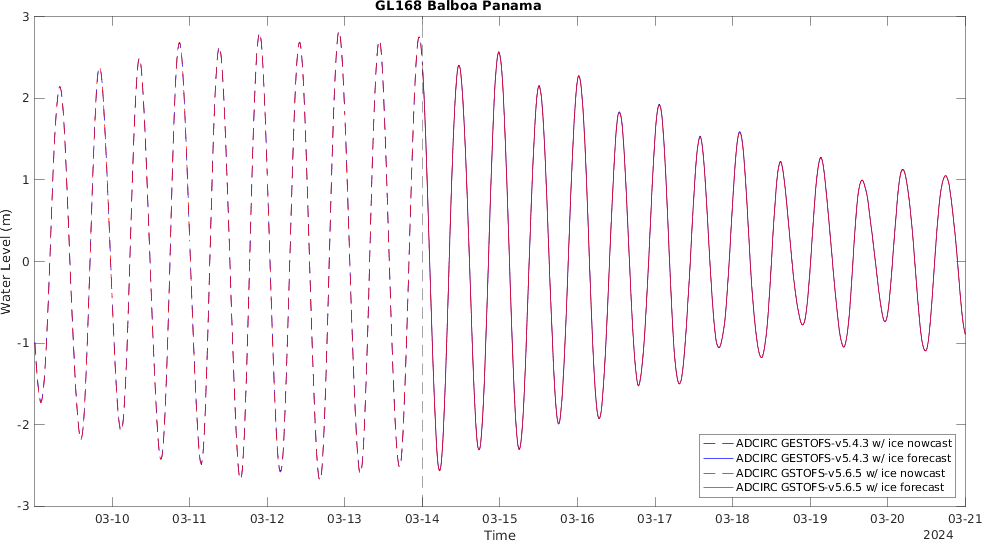 GL168 Balboa Panama
Water Level (m)
3
2
1
0
-1
-2
-3
03-10
03-11
03-12
03-13
03-14
03-15
03-16
03-17
03-18
03-19
03-20
03-21
Time
2024
ADCIRC GESTOFS-v5.4.3 w/ ice nowcast
ADCIRC GESTOFS-v5.4.3 w/ ice forecast
ADCIRC GSTOFS-v5.6.5 w/ ice nowcast
ADCIRC GSTOFS-v5.6.5 w/ ice forecast